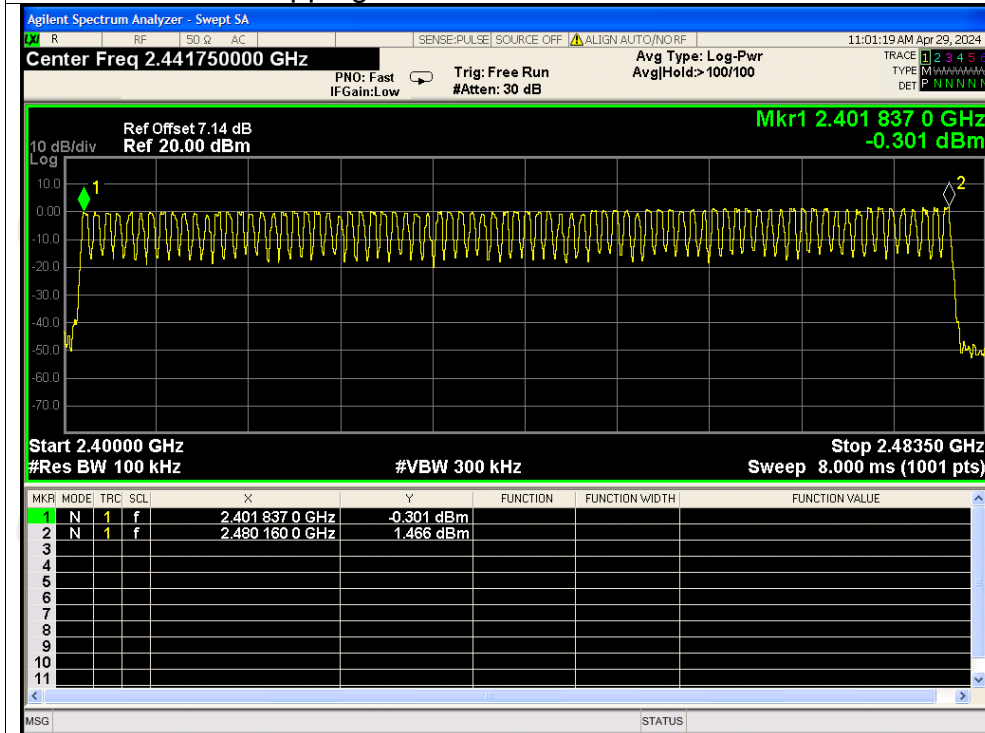 Agilent Spectrum Analyzer - Swept SA
LXI R RF 50 Ω AC SENSE:PULSE SOURCE OFF ALIGN AUTO/NO RF 11:01:19 AM Apr 29, 2024
Center Freq 2.441750000 GHz
PNO: Fast
IFGain:Low
Trig: Free Run
#Atten: 30 dB
Avg Type: Log-Pwr
Avg|Hold:>100/100
TRACE 1 2 3 4 5 6
TYPE M
DET P N N N N N
Mkr1 2.401 837 0 GHz
-0.301 dBm
Ref Offset 7.14 dB
10 dB/div Ref 20.00 dBm
Log
10.0
0.00
-10.0
-20.0
-30.0
-40.0
-50.0
-60.0
-70.0
1
2
Start 2.40000 GHz Stop 2.48350 GHz
#Res BW 100 kHz #VBW 300 kHz Sweep 8.000 ms (1001 pts)
MKR MODE TRC SCL X Y FUNCTION FUNCTION WIDTH FUNCTION VALUE
1 N 1 f 2.401 837 0 GHz -0.301 dBm
2 N 1 f 2.480 160 0 GHz 1.466 dBm
3
4
5
6
7
8
9
10
11
MSG STATUS